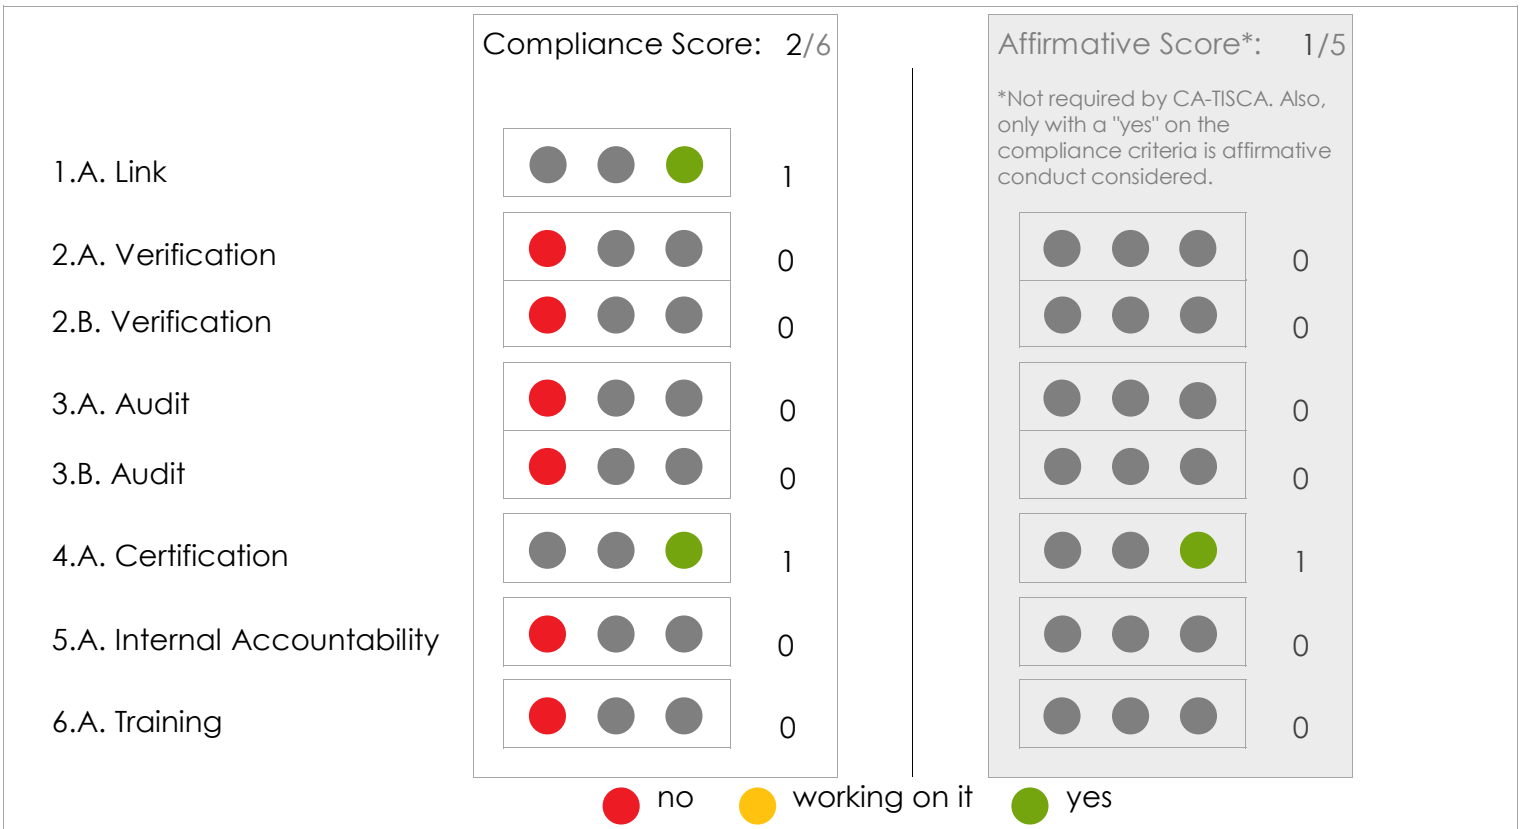 Compliance Score: 2/6
Affirmative Score*: 1/5
*Not required by CA-TISCA. Also,
only with a "yes" on the
compliance criteria is affirmative
conduct considered.
1.A. Link 1
2.A. Verification 0 0
2.B. Verification 0 0
3.A. Audit 0 0
3.B. Audit 0 0
4.A. Certification 1 1
5.A. Internal Accountability 0 0
6.A. Training 0 0
no working on it yes